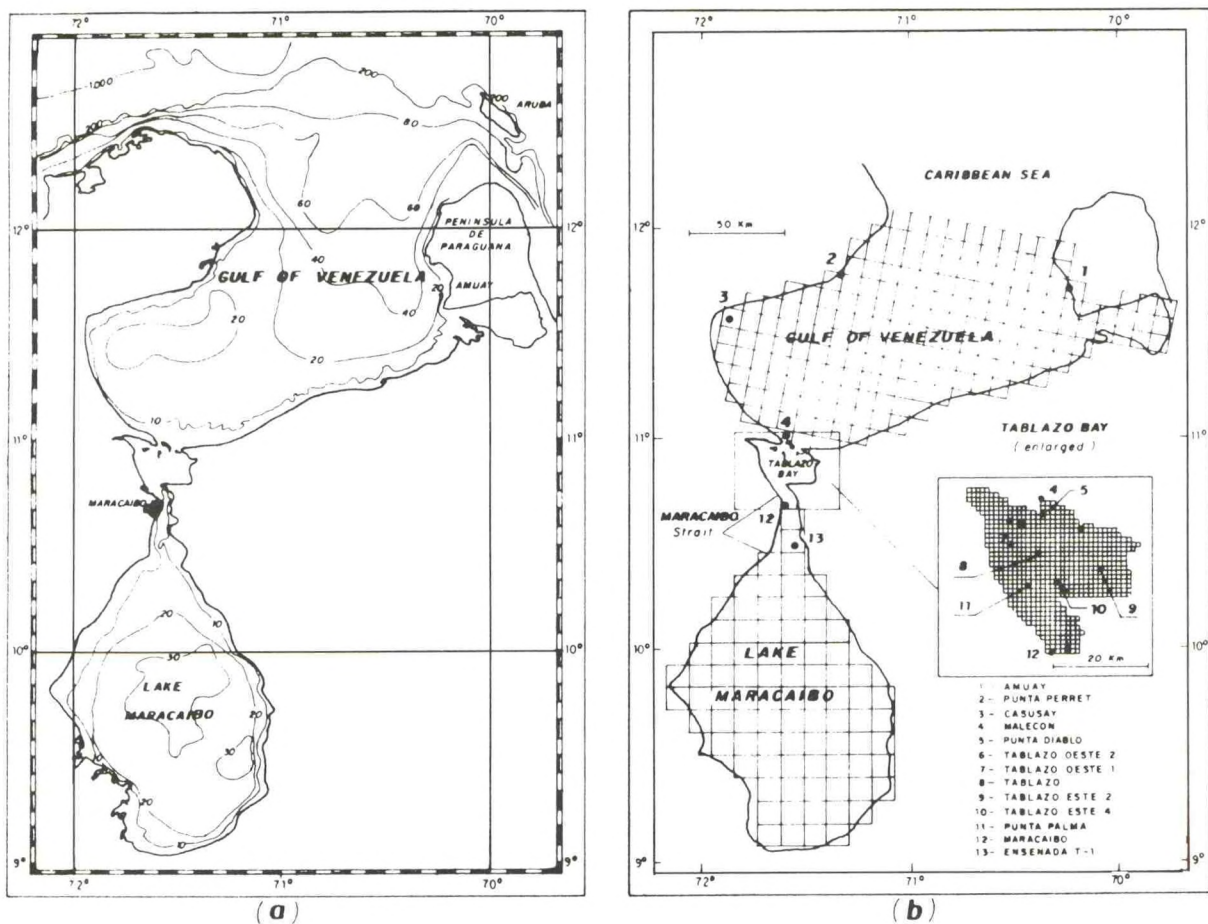 72°
71°
70°
1000
200
200
ARUBA
200
80
60
60
12°
PENINSULA
DE
PARAGUANA
40
GULF OF VENEZUELA
20
AMUAY
20
40
20
10
11°
MARACAIBO
20
10
10°
30
LAKE
MARACAIBO
20
30
10
20
10
9°
72°
71°
70°
(a)
72°
71°
70°
CARIBBEAN SEA
50 Km
12°
12°
2
1
3
GULF OF VENEZUELA
4
TABLAZO BAY
(enlarged)
11°
11°
TABLAZO
BAY
4
5
12
MARACAIBO
Strait
13
7
8
11
10
9
12
20 Km
10°
10°
LAKE
MARACAIBO
1 AMUAY
2 - PUNTA PERRET
3 - CASUSAY
4 MALECON
5 - PUNTA DIABLO
6 - TABLAZO OESTE 2
7 - TABLAZO OESTE 1
8 - TABLAZO
9 - TABLAZO ESTE 2
10 - TABLAZO ESTE 4
11 - PUNTA PALMA
12 - MARACAIBO
13 - ENSENADA T-1
9°
9°
72°
71°
70°
(b)